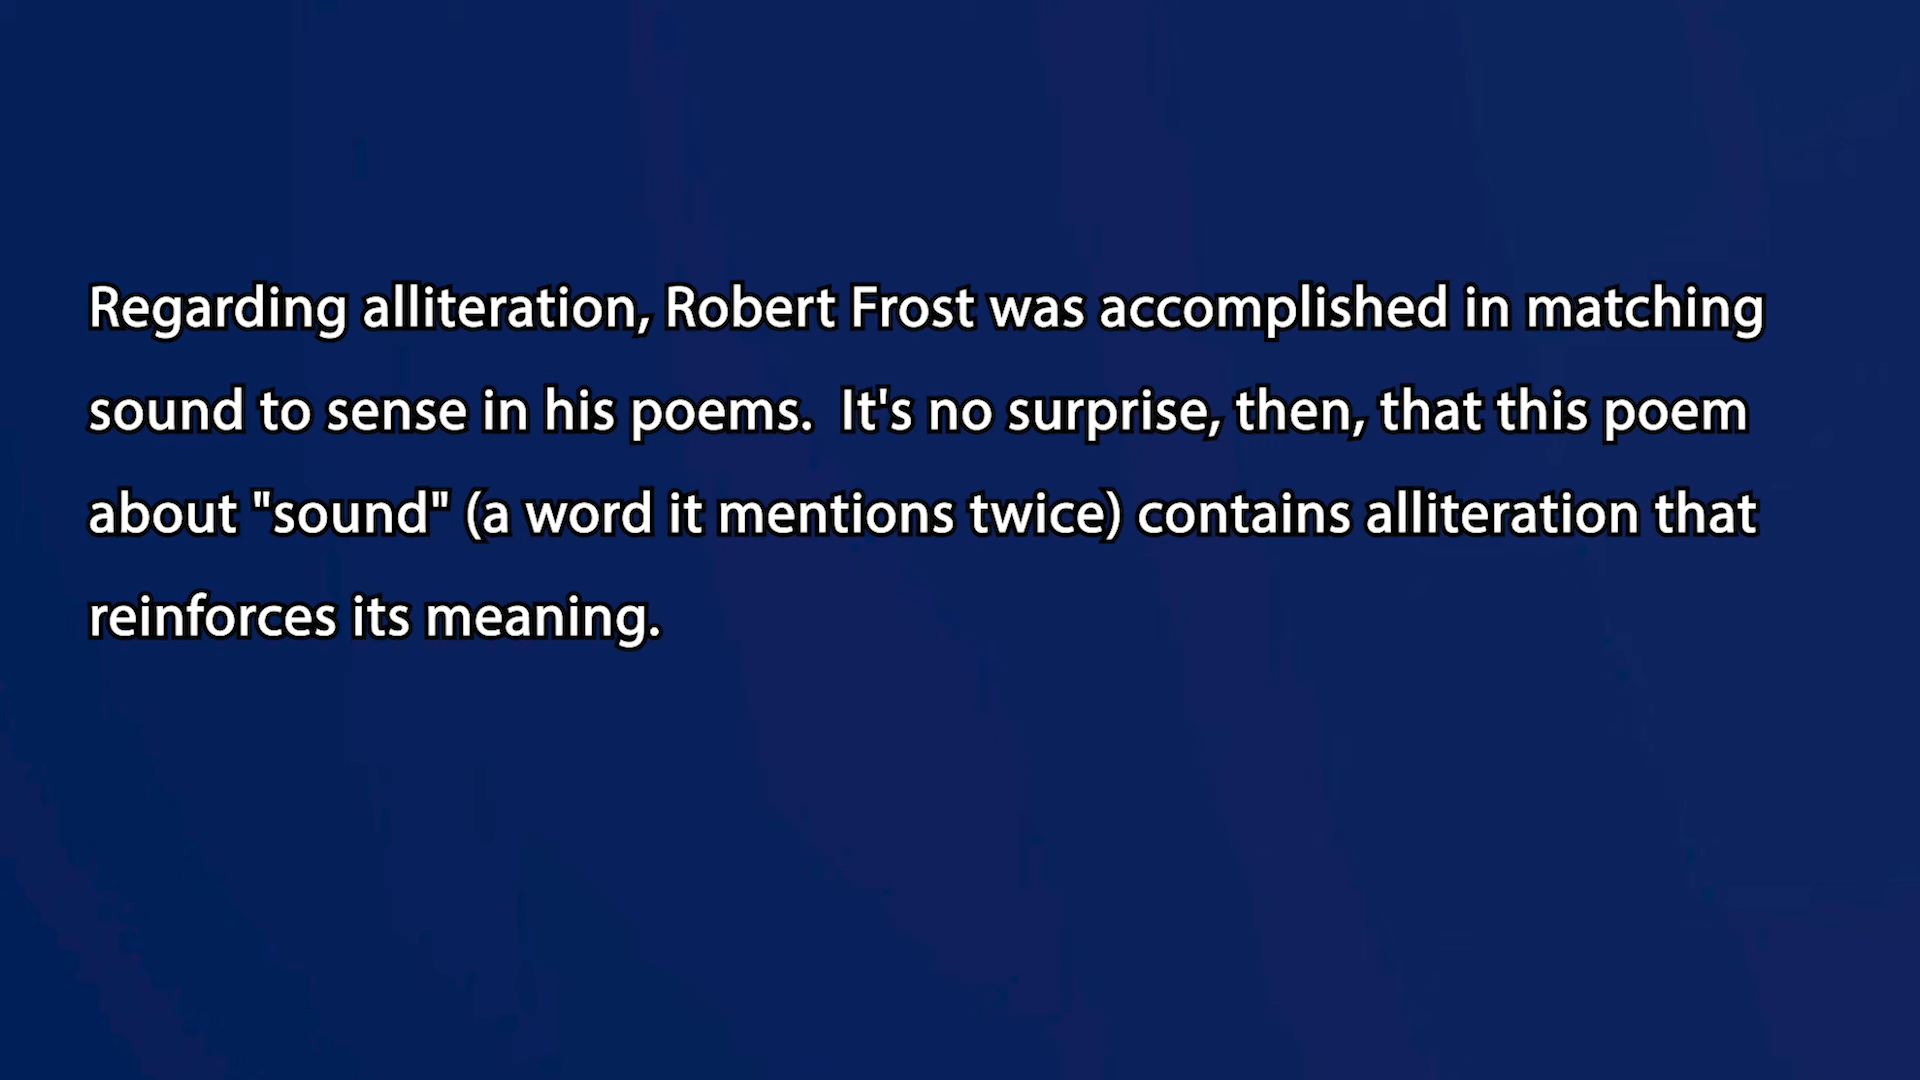 Regarding alliteration, Robert Frost was accomplished in matching
sound to sense in his poems.  It's no surprise, then, that this poem
about "sound" (a word it mentions twice) contains alliteration that
reinforces its meaning.